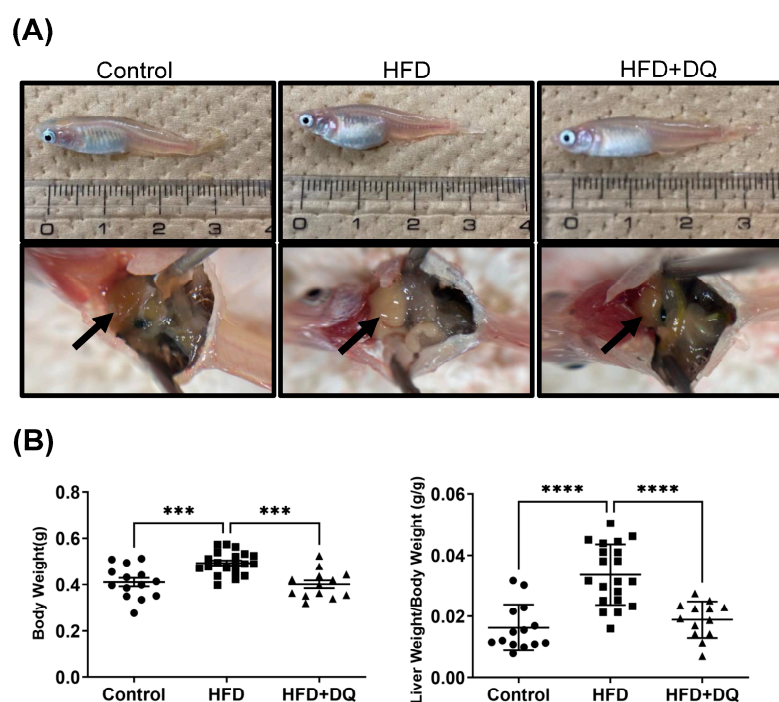 (A)
Control HFD HFD+DQ
0 1 2 3 4
0 1 2 3 4
0 1 2 3
(B)
Body Weight(g)
0.8
0.6
0.4
0.2
0.0
*** ***
Control HFD HFD+DQ
Liver Weight/Body Weight (g/g)
0.06
0.04
0.02
0.00
**** ****
Control HFD HFD+DQ